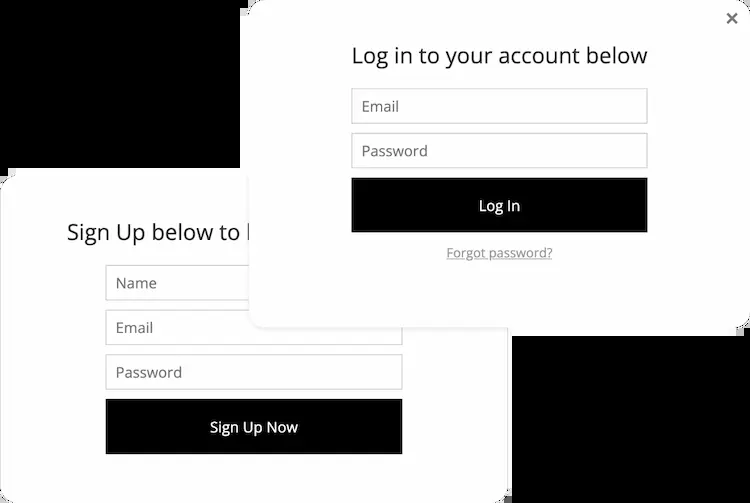 Log in to your account below
Email
Password
Log In
Forgot password?
Sign Up below to
Name
Email
Password
Sign Up Now